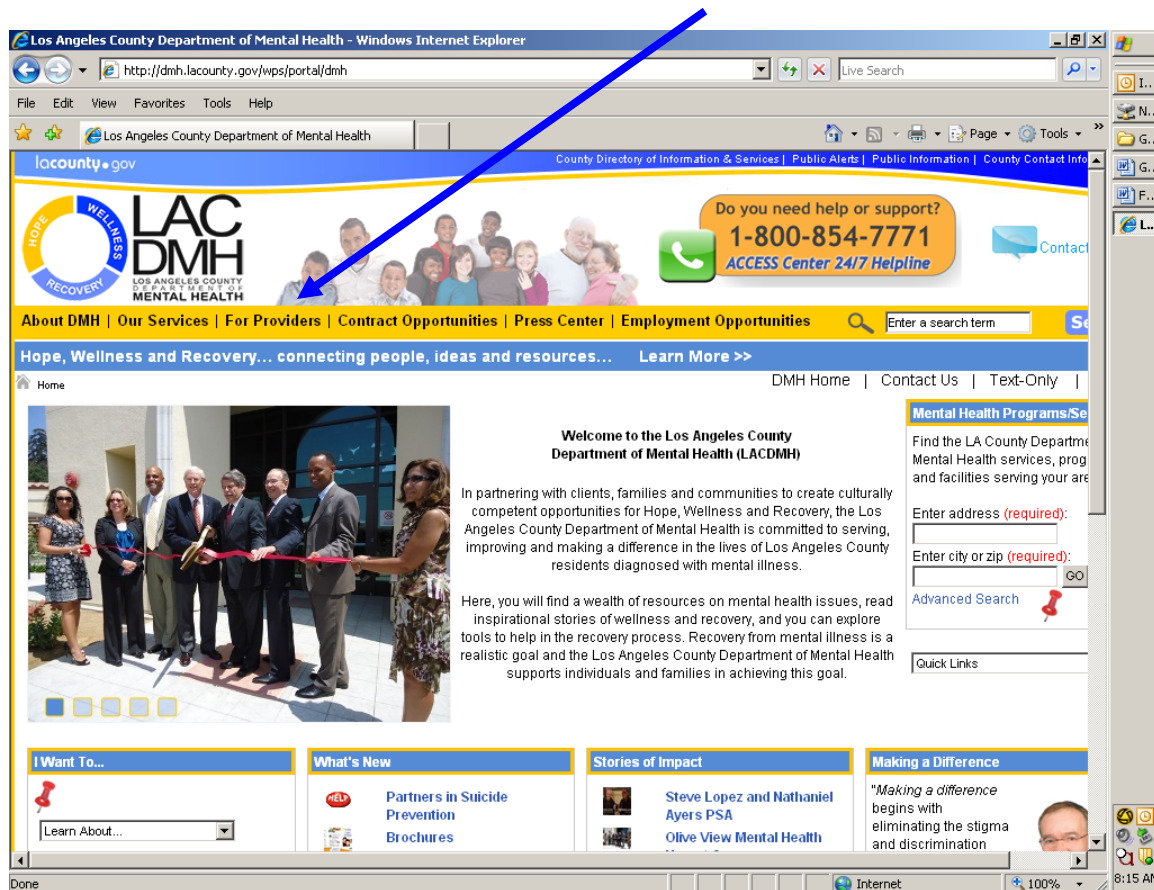 Los Angeles County Department of Mental Health - Windows Internet Explorer
http://dmh.lacounty.gov/wps/portal/dmh
Live Search
File Edit View Favorites Tools Help
Los Angeles County Department of Mental Health
Page Tools »
lacounty.gov
County Directory of Information & Services | Public Alerts | Public Information | County Contact Info
HOPE
WELLNESS
RECOVERY
LAC
DMH
LOS ANGELES COUNTY
DEPARTMENT OF
MENTAL HEALTH
Do you need help or support?
1-800-854-7771
ACCESS Center 24/7 Helpline
Contact
About DMH | Our Services | For Providers | Contract Opportunities | Press Center | Employment Opportunities
Enter a search term
Se
Hope, Wellness and Recovery... connecting people, ideas and resources... Learn More >>
Home
DMH Home | Contact Us | Text-Only |
Welcome to the Los Angeles County
Department of Mental Health (LACDMH)
In partnering with clients, families and communities to create culturally
competent opportunities for Hope, Wellness and Recovery, the Los
Angeles County Department of Mental Health is committed to serving,
improving and making a difference in the lives of Los Angeles County
residents diagnosed with mental illness.
Here, you will find a wealth of resources on mental health issues, read
inspirational stories of wellness and recovery, and you can explore
tools to help in the recovery process. Recovery from mental illness is a
realistic goal and the Los Angeles County Department of Mental Health
supports individuals and families in achieving this goal.
Mental Health Programs/Se
Find the LA County Departme
Mental Health services, prog
and facilities serving your are
Enter address (required):
Enter city or zip (required):
GO
Advanced Search
Quick Links
I Want To...
Learn About...
What's New
HELP
Partners in Suicide
Prevention
Brochures
Stories of Impact
Steve Lopez and Nathaniel
Ayers PSA
Olive View Mental Health
Making a Difference
"Making a difference
begins with
eliminating the stigma
and discrimination
Done
Internet
100%
I..
N..
G..
G..
F..
L..
8:15 AM